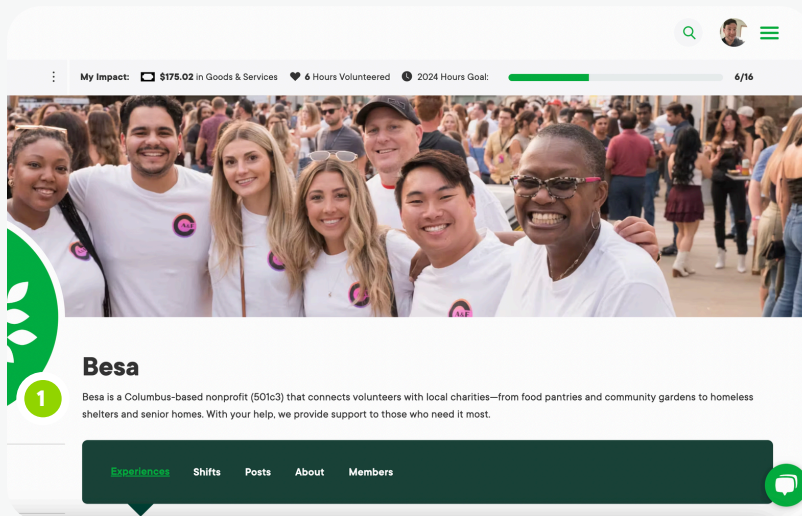 My Impact: $175.02 in Goods & Services 6 Hours Volunteered 2024 Hours Goal: 6/16
A&F
A&F
Besa
1
Besa is a Columbus-based nonprofit (501c3) that connects volunteers with local charities—from food pantries and community gardens to homeless
shelters and senior homes. With your help, we provide support to those who need it most.
Experiences Shifts Posts About Members